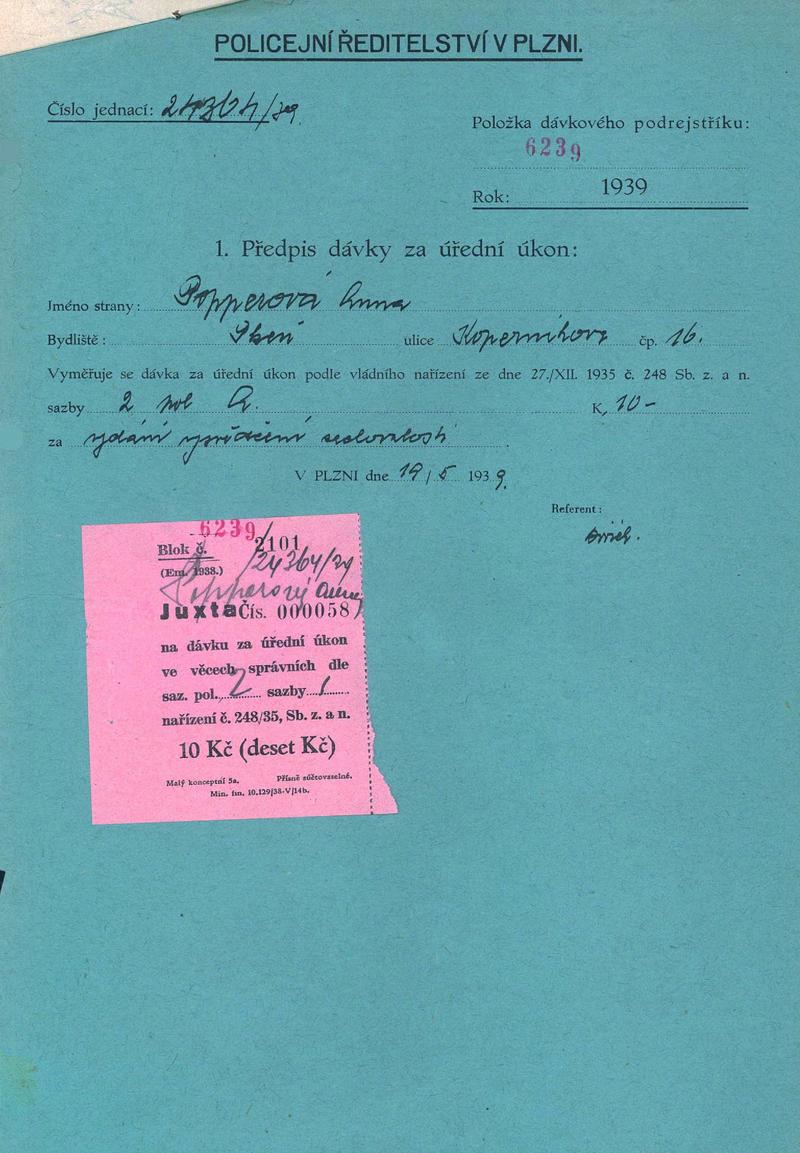 POLICEJNÍ ŘEDITELSTVÍ V PLZNI.
Číslo jednací: 24364/39
Položka dávkového podrejstříku:
6239
Rok: 1939
1. Předpis dávky za úřední úkon:
Jméno strany: Popperová Anna
Bydliště: Plzeň ulice Koperníkova čp. 16.
Vyměřuje se dávka za úřední úkon podle vládního nařízení ze dne 27./XII. 1935 č. 248 Sb. z. a n.
sazby 2 pol A. K, 10-
za vydání vysvědčení zachovalosti.
V PLZNI dne 19/5 1939.
Referent:
6239
Blok č. 2101
(Em. 1938.) 24364/39
Popperová Anna
Juxta Čís. 000058
na dávku za úřední úkon
ve věcech správních dle
saz. pol. 2 sazby 1
nařízení č. 248/35, Sb. z. a n.
10 Kč (deset Kč)
Malý konceptní 5a. Přísně súčtovatelné.
Min. fin. 10.129/38-V/14b.